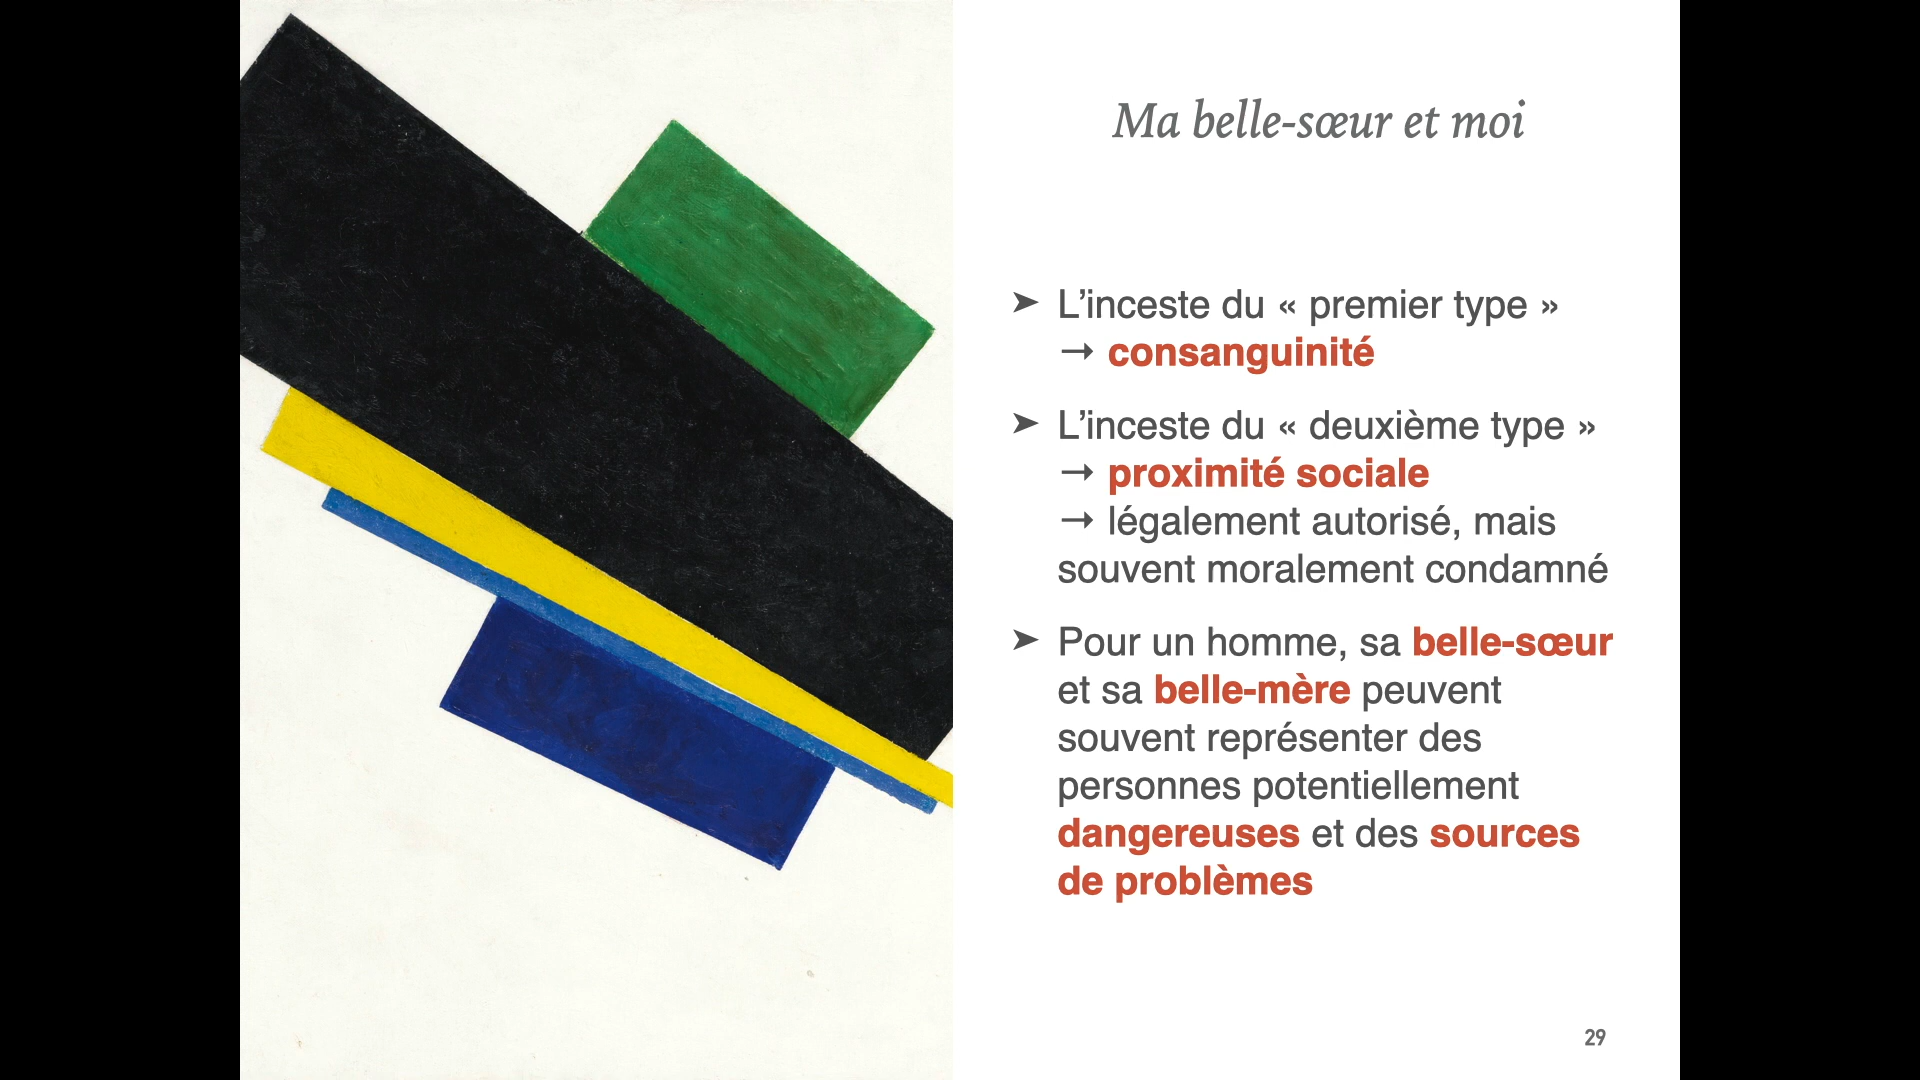 Ma belle-sœur et moi
➤ L’inceste du « premier type »
→ consanguinité
➤ L’inceste du « deuxième type »
→ proximité sociale
→ légalement autorisé, mais
souvent moralement condamné
➤ Pour un homme, sa belle-sœur
et sa belle-mère peuvent
souvent représenter des
personnes potentiellement
dangereuses et des sources
de problèmes
29